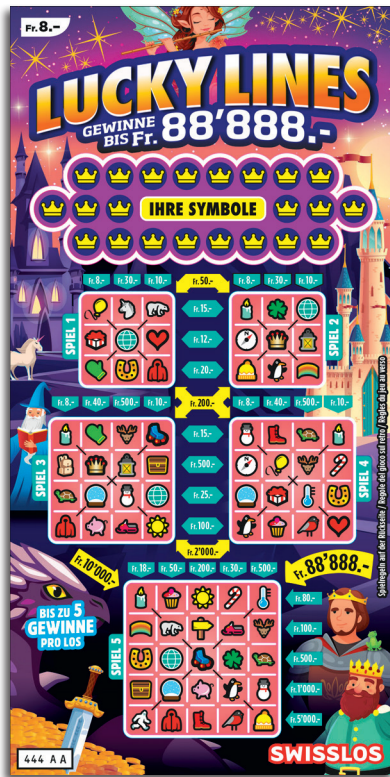 Fr. 8.-
LUCKY LINES
GEWINNE
BIS Fr. 88'888.-
IHRE SYMBOLE
Fr. 8.- Fr. 30.- Fr. 10.- Fr. 50.- Fr. 8.- Fr. 30.- Fr. 10.-
SPIEL 1
Fr. 15.-
Fr. 12.-
Fr. 20.-
SPIEL 2
Fr. 8.- Fr. 40.- Fr. 500.- Fr. 10.- Fr. 200.- Fr. 8.- Fr. 40.- Fr. 500.- Fr. 10.-
SPIEL 3
Fr. 15.-
Fr. 500.-
Fr. 25.-
Fr. 100.-
SPIEL 4
Fr. 2'000.-
Fr. 10'000.-
Fr. 18.- Fr. 50.- Fr. 200.- Fr. 30.- Fr. 500.-
Fr. 88'888.-
BIS ZU 5
GEWINNE
PRO LOS
SPIEL 5
Fr. 80.-
Fr. 100.-
Fr. 500.-
Fr. 1'000.-
Fr. 5'000.-
Spielregeln auf der Rückseite / Regole del gioco sul retro / Règles du jeu au verso
444 A A
SWISSLOS